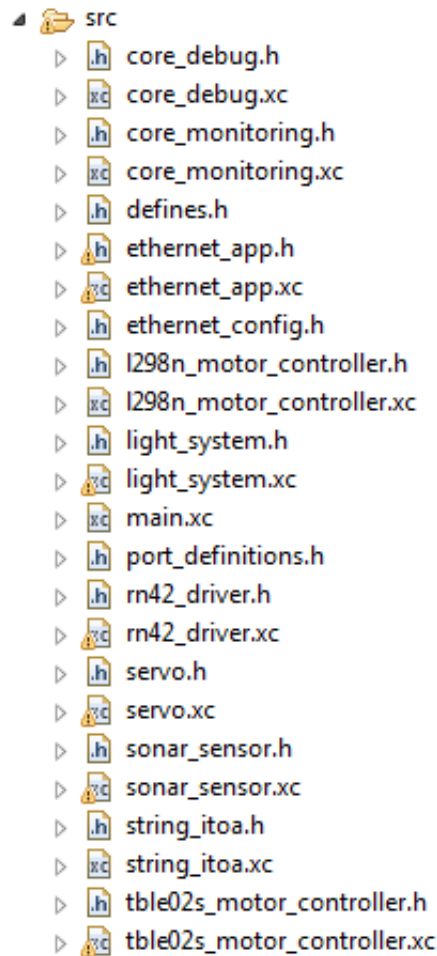 src
core_debug.h
core_debug.xc
core_monitoring.h
core_monitoring.xc
defines.h
ethernet_app.h
ethernet_app.xc
ethernet_config.h
l298n_motor_controller.h
l298n_motor_controller.xc
light_system.h
light_system.xc
main.xc
port_definitions.h
rn42_driver.h
rn42_driver.xc
servo.h
servo.xc
sonar_sensor.h
sonar_sensor.xc
string_itoa.h
string_itoa.xc
tble02s_motor_controller.h
tble02s_motor_controller.xc